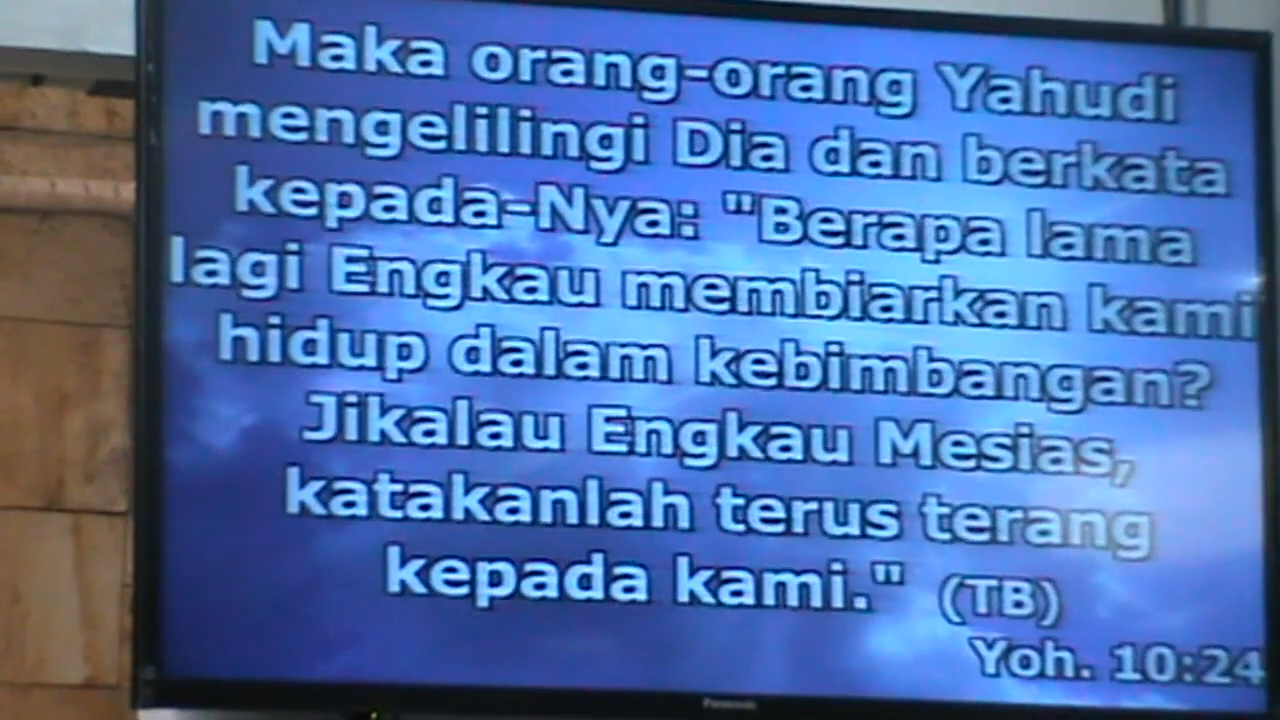 Maka orang-orang Yahudi
mengelilingi Dia dan berkata
kepada-Nya: "Berapa lama
lagi Engkau membiarkan kami
hidup dalam kebimbangan?
Jikalau Engkau Mesias,
katakanlah terus terang
kepada kami." (TB)
Yoh. 10:24
Panasonic